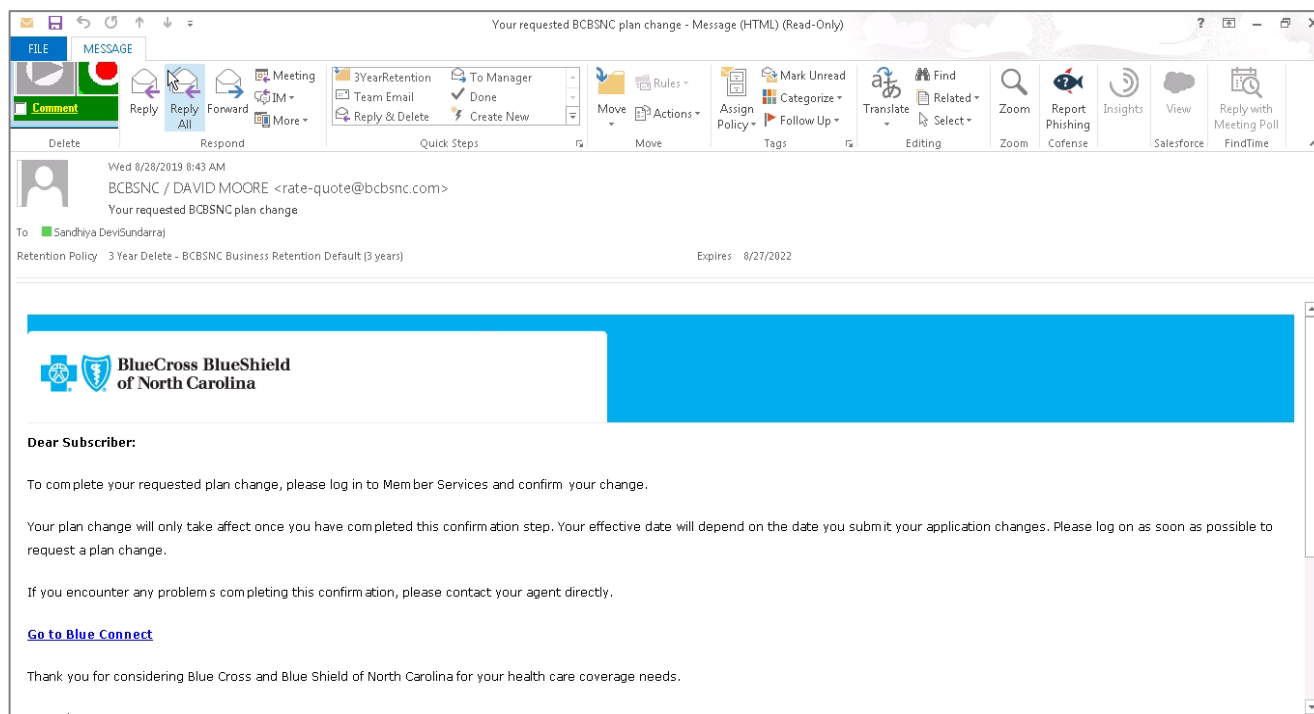 Your requested BCBSNC plan change - Message (HTML) (Read-Only)
?
FILE MESSAGE
Comment
Reply
Reply All
Forward
Meeting
IM
More
3YearRetention
Team Email
Reply & Delete
To Manager
Done
Create New
Move
Rules
Actions
Assign Policy
Mark Unread
Categorize
Follow Up
Translate
Find
Related
Select
Zoom
Report Phishing
Insights
View
Reply with Meeting Poll
Delete Respond Quick Steps Move Tags Editing Zoom Cofense Salesforce FindTime
Wed 8/28/2019 8:43 AM
BCBSNC / DAVID MOORE <rate-quote@bcbsnc.com>
Your requested BCBSNC plan change
To Sandhiya DeviSundarraj
Retention Policy 3 Year Delete - BCBSNC Business Retention Default (3 years) Expires 8/27/2022
BlueCross BlueShield
of North Carolina
Dear Subscriber:
To complete your requested plan change, please log in to Member Services and confirm your change.
Your plan change will only take affect once you have completed this confirmation step. Your effective date will depend on the date you submit your application changes. Please log on as soon as possible to
request a plan change.
If you encounter any problems completing this confirmation, please contact your agent directly.
Go to Blue Connect
Thank you for considering Blue Cross and Blue Shield of North Carolina for your health care coverage needs.